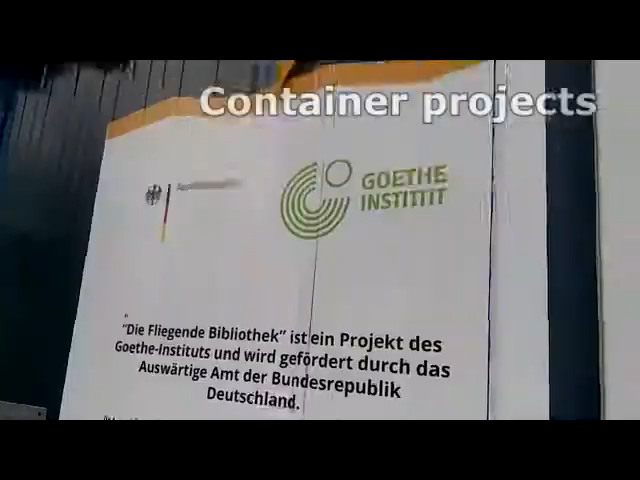 Container projects
GOETHE
INSTITUT
"Die Fliegende Bibliothek" ist ein Projekt des
Goethe-Instituts und wird gefördert durch das
Auswärtige Amt der Bundesrepublik
Deutschland.